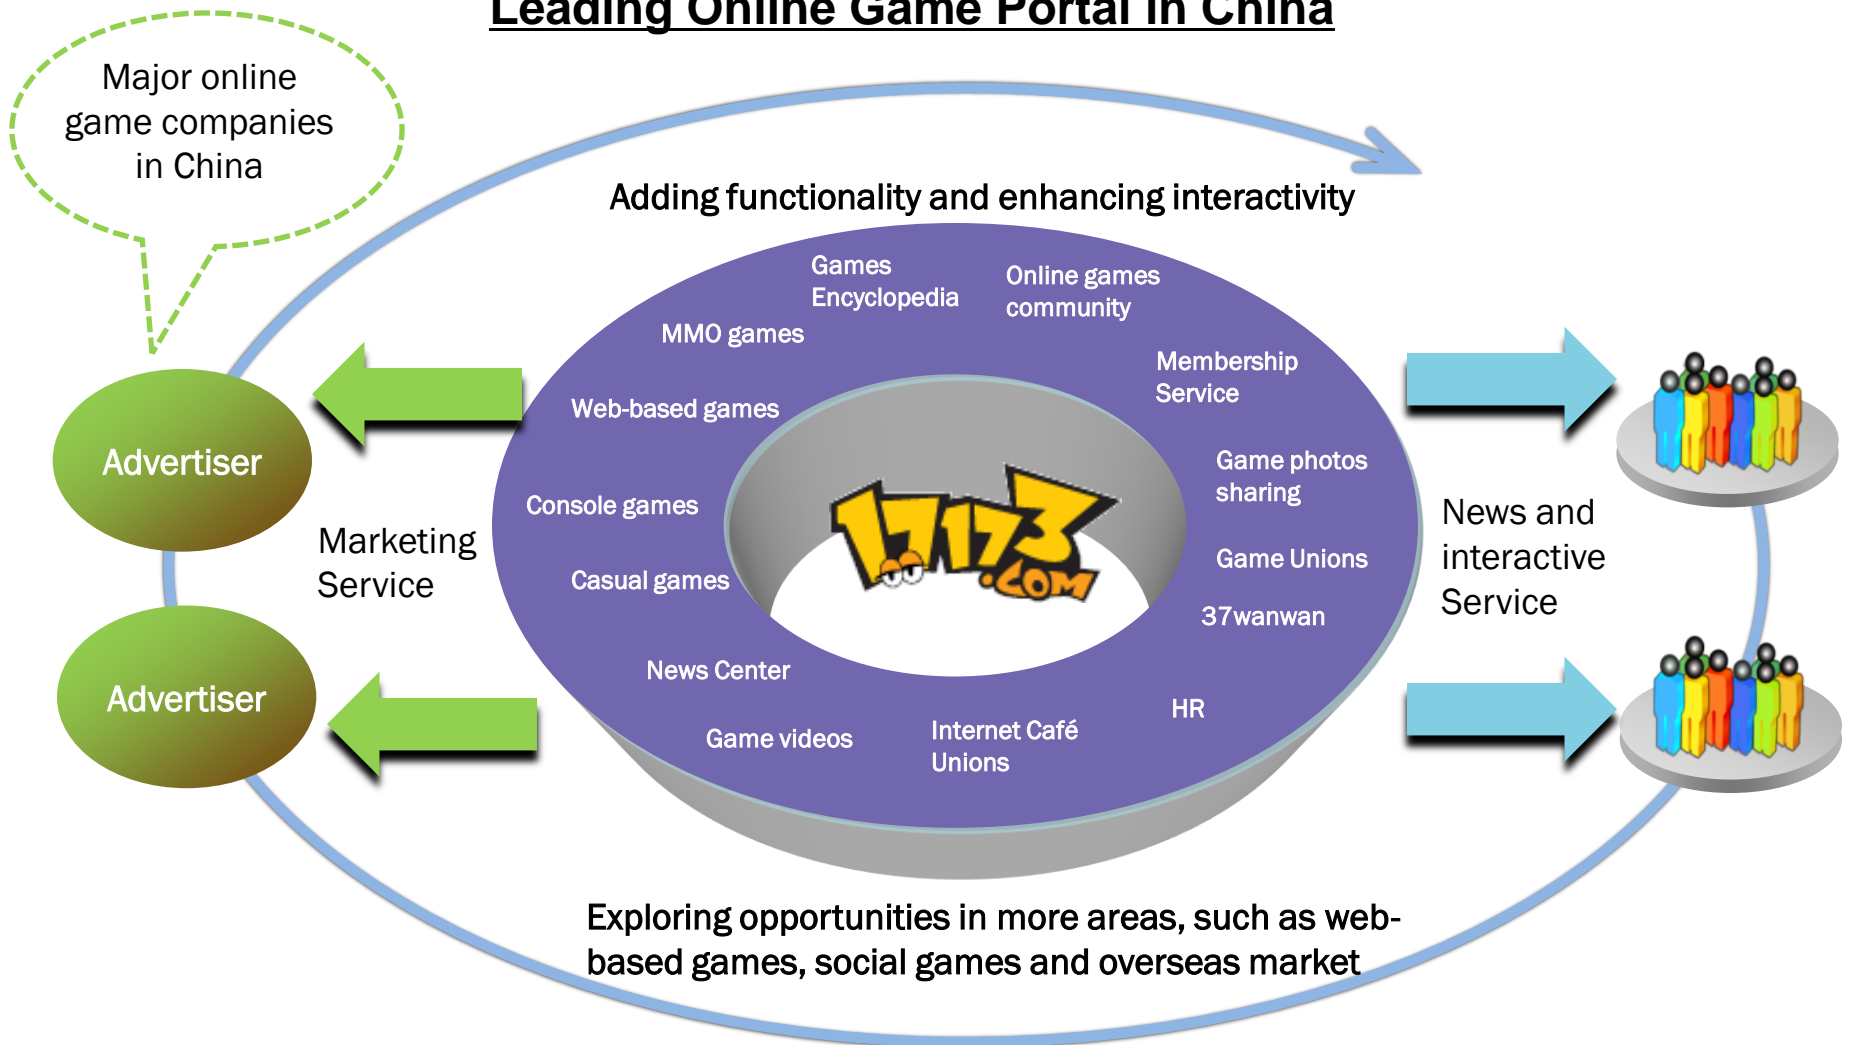 Leading Online Game Portal in China
Major online
game companies
in China
Adding functionality and enhancing interactivity
Games
Encyclopedia
Online games
community
MMO games
Membership
Service
Web-based games
Advertiser
Game photos
sharing
Console games
17173
.COM
News and
interactive
Service
Marketing
Service
Game Unions
Casual games
37wanwan
News Center
Advertiser
HR
Game videos
Internet Café
Unions
Exploring opportunities in more areas, such as web-
based games, social games and overseas market